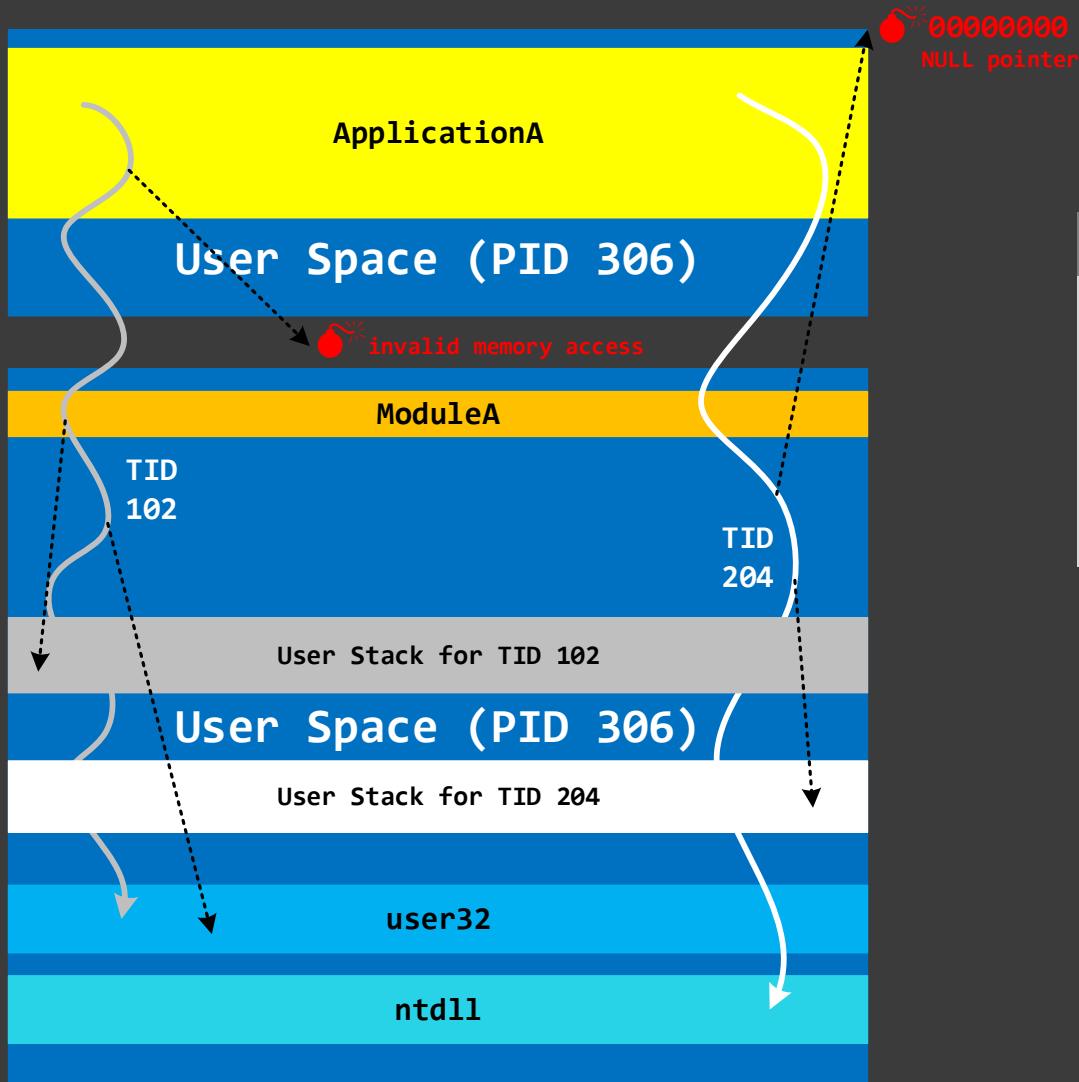 00000000
NULL pointer
ApplicationA
User Space (PID 306)
invalid memory access
ModuleA
TID
102
TID
204
User Stack for TID 102
User Space (PID 306)
User Stack for TID 204
user32
ntdll